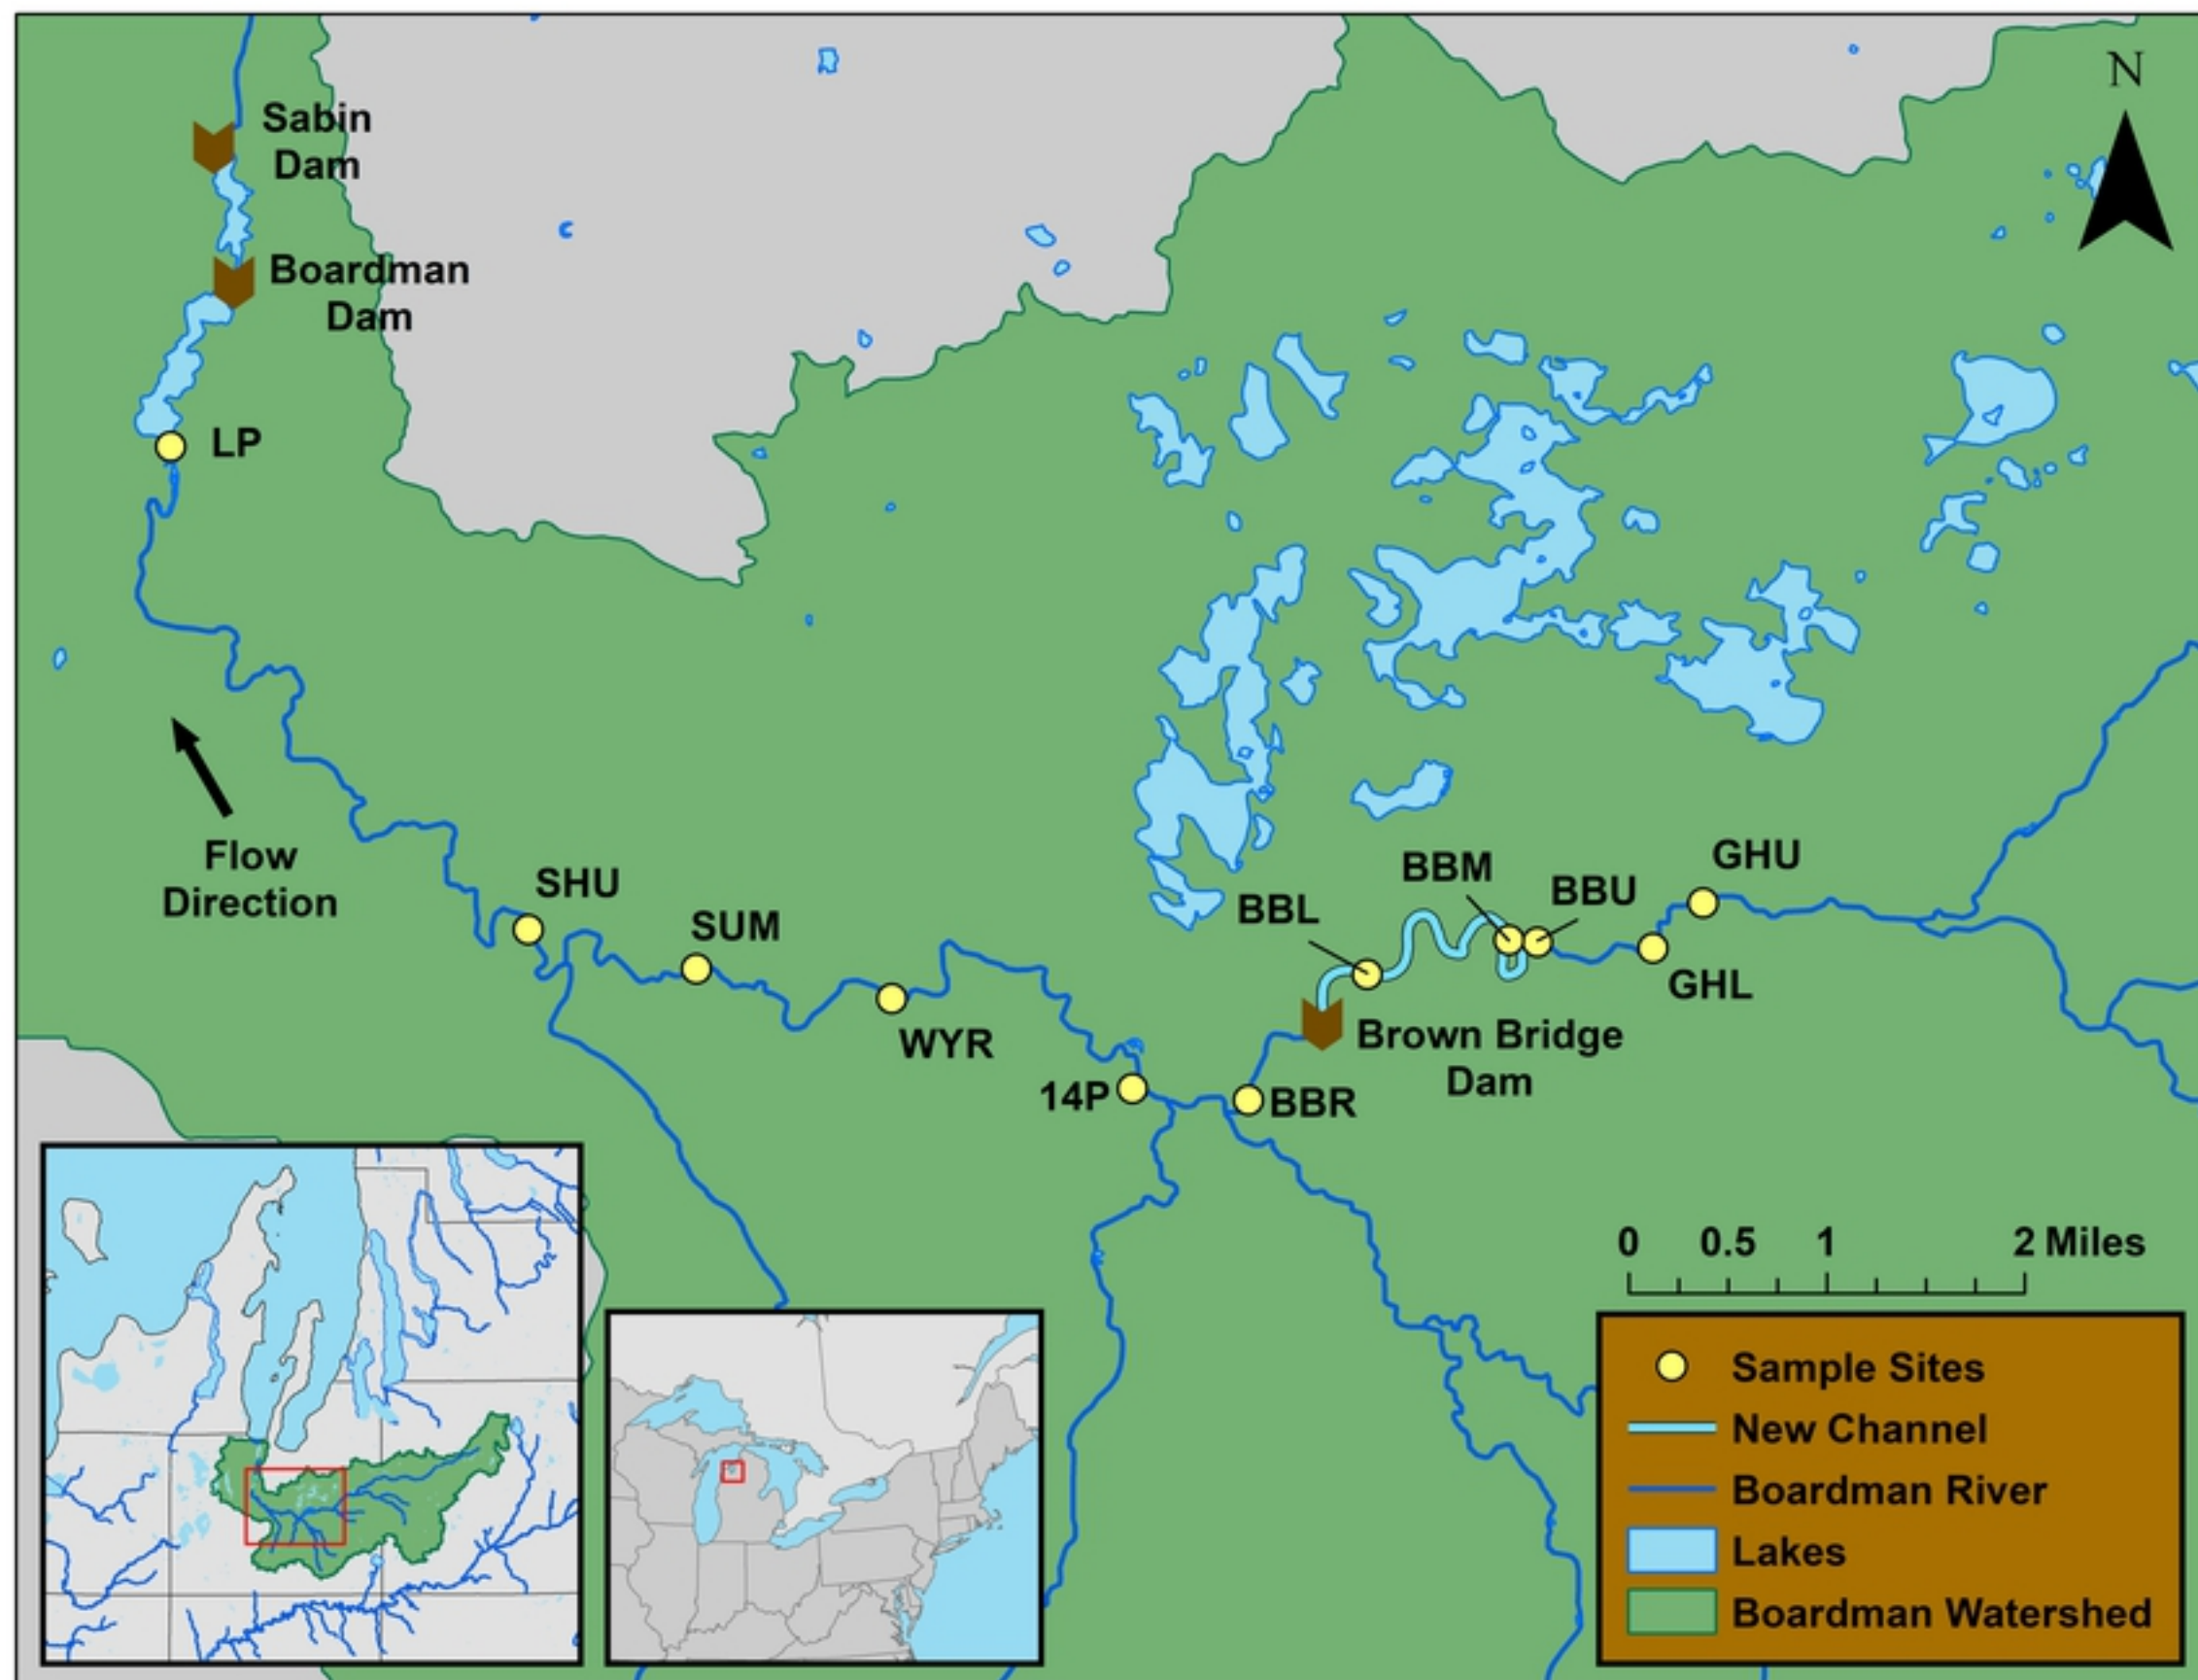 N
Sabin
Dam
Boardman
Dam
LP
Flow
Direction
SHU
SUM
WYR
14P
BBR
BBL
BBM
BBU
GHU
GHL
Brown Bridge
Dam
0 0.5 1 2 Miles
Sample Sites
New Channel
Boardman River
Lakes
Boardman Watershed